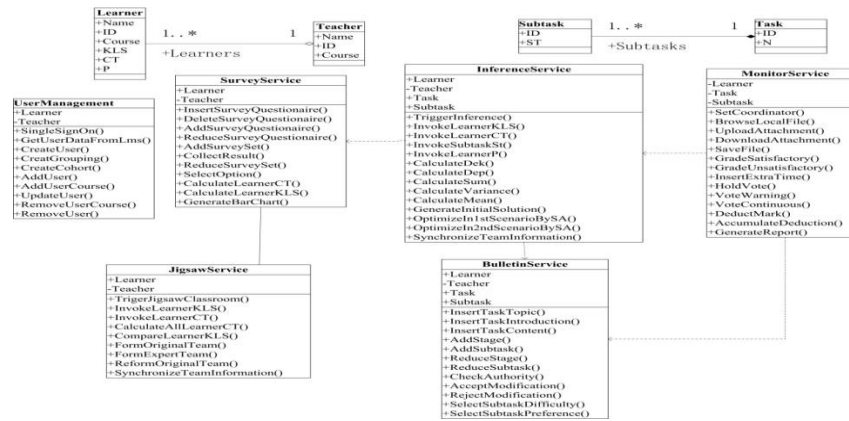 Learner
+Name
+ID
+Course
+KLS
+CT
+P
1..*
1
+Learners
Teacher
+Name
+ID
+Course
Subtask
+ID
+ST
1..*
1
+Subtasks
Task
+ID
+N
UserManagement
+Learner
-Teacher
+SingleSignOn()
+GetUserDataFromLms()
+CreateUser()
+CreatGrouping()
+CreateCohort()
+AddUser()
+AddUserCourse()
+UpdateUser()
+RemoveUserCourse()
+RemoveUser()
SurveyService
+Learner
-Teacher
+InsertSurveyQuestionaire()
+DeleteSurveyQuestionaire()
+AddSurveyQuestionaire()
+ReduceSurveyQuestionaire()
+AddSurveySet()
+CollectResult()
+ReduceSurveySet()
+SelectOption()
+CalculateLearnerCT()
+CalculateLearnerKLS()
+GenerateBarChart()
InferenceService
+Learner
-Teacher
+Task
+Subtask
+TriggerInference()
+InvokeLearnerKLS()
+InvokeLearnerCT()
+InvokeSubtaskSt()
+InvokeLearnerP()
+CalculateDek()
+CalculateDep()
+CalculateSum()
+CalculateVariance()
+CalculateMean()
+GenerateInitialSolution()
+OptimizeIn1stScenarioBySA()
+OptimizeIn2ndScenarioBySA()
+SynchronizeTeamInformation()
MonitorService
-Learner
-Task
-Subtask
+SetCoordinator()
+BrowseLocalFile()
+UploadAttachment()
+DownloadAttachment()
+SaveFile()
+GradeSatisfactory()
+GradeUnsatisfactory()
+InsertExtraTime()
+HoldVote()
+VoteWarning()
+VoteContinuous()
+DeductMark()
+AccumulateDeduction()
+GenerateReport()
JigsawService
+Learner
-Teacher
+TrigerJigsawClassroom()
+InvokeLearnerKLS()
+InvokeLearnerCT()
+CalculateAllLearnerCT()
+CompareLearnerKLS()
+FormOriginalTeam()
+FormExpertTeam()
+ReformOriginalTeam()
+SynchronizeTeamInformation()
BulletinService
+Learner
-Teacher
+Task
+Subtask
+InsertTaskTopic()
+InsertTaskIntroduction()
+InsertTaskContent()
+AddStage()
+AddSubtask()
+ReduceStage()
+ReduceSubtask()
+CheckAuthority()
+AcceptModification()
+RejectModification()
+SelectSubtaskDifficulty()
+SelectSubtaskPreference()